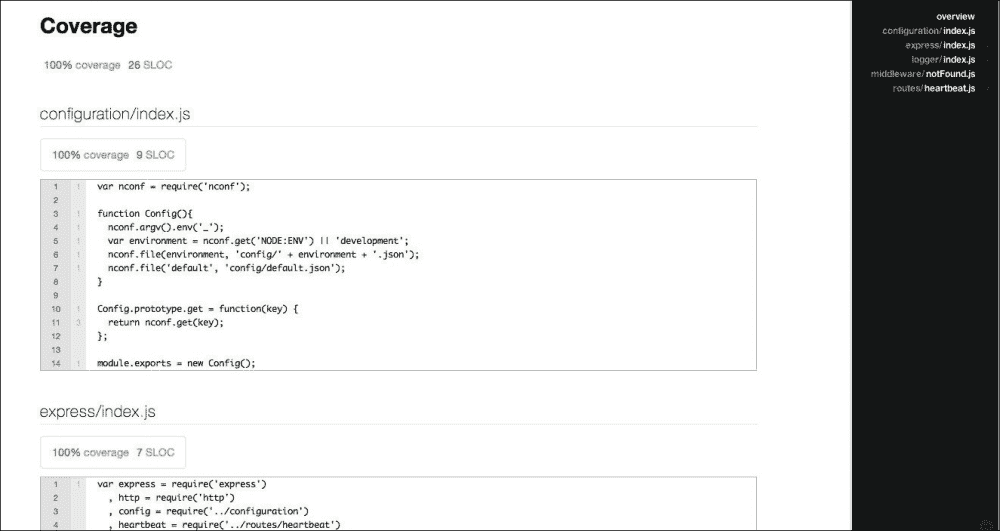 Coverage
100% coverage 26 SLOC
configuration/index.js
100% coverage 9 SLOC
1 1 var nconf = require('nconf');
2
3 1 function Config(){
4 1 nconf.argv().env('_');
5 1 var environment = nconf.get('NODE:ENV') || 'development';
6 1 nconf.file(environment, 'config/' + environment + '.json');
7 1 nconf.file('default', 'config/default.json');
8 }
9
10 1 Config.prototype.get = function(key) {
11 3 return nconf.get(key);
12 };
13
14 1 module.exports = new Config();
express/index.js
100% coverage 7 SLOC
1 1 var express = require('express')
2 , http = require('http')
3 , config = require('../configuration')
4 , heartbeat = require('../routes/heartbeat')
overview
configuration/index.js
express/index.js
logger/index.js
middleware/notFound.js
routes/heartbeat.js